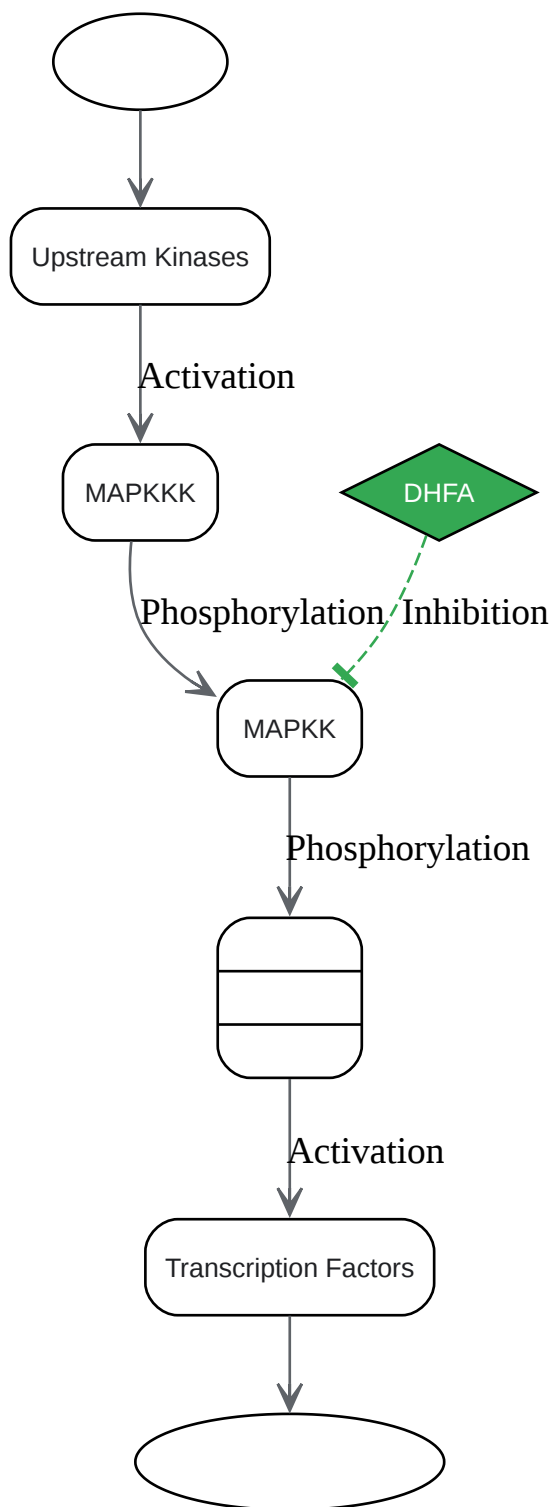 Upstream Kinases
Activation
MAPKKK
DHFA
Phosphorylation
Inhibition
MAPKK
Phosphorylation
Activation
Transcription Factors